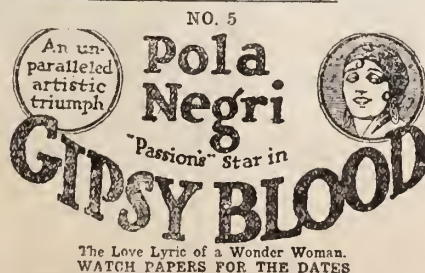 NO. 5
An un-
paralleled
artistic
triumph
Pola
Negri
"Passion's" Star in
GIPSY BLOOD
The Love Lyric of a Wonder Woman.
WATCH PAPERS FOR THE DATES